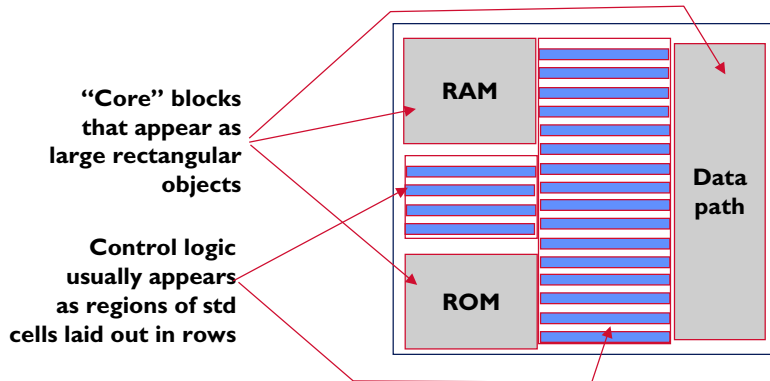 “Core” blocks
that appear as
large rectangular
objects
Control logic
usually appears
as regions of std
cells laid out in rows
RAM
ROM
Data
path